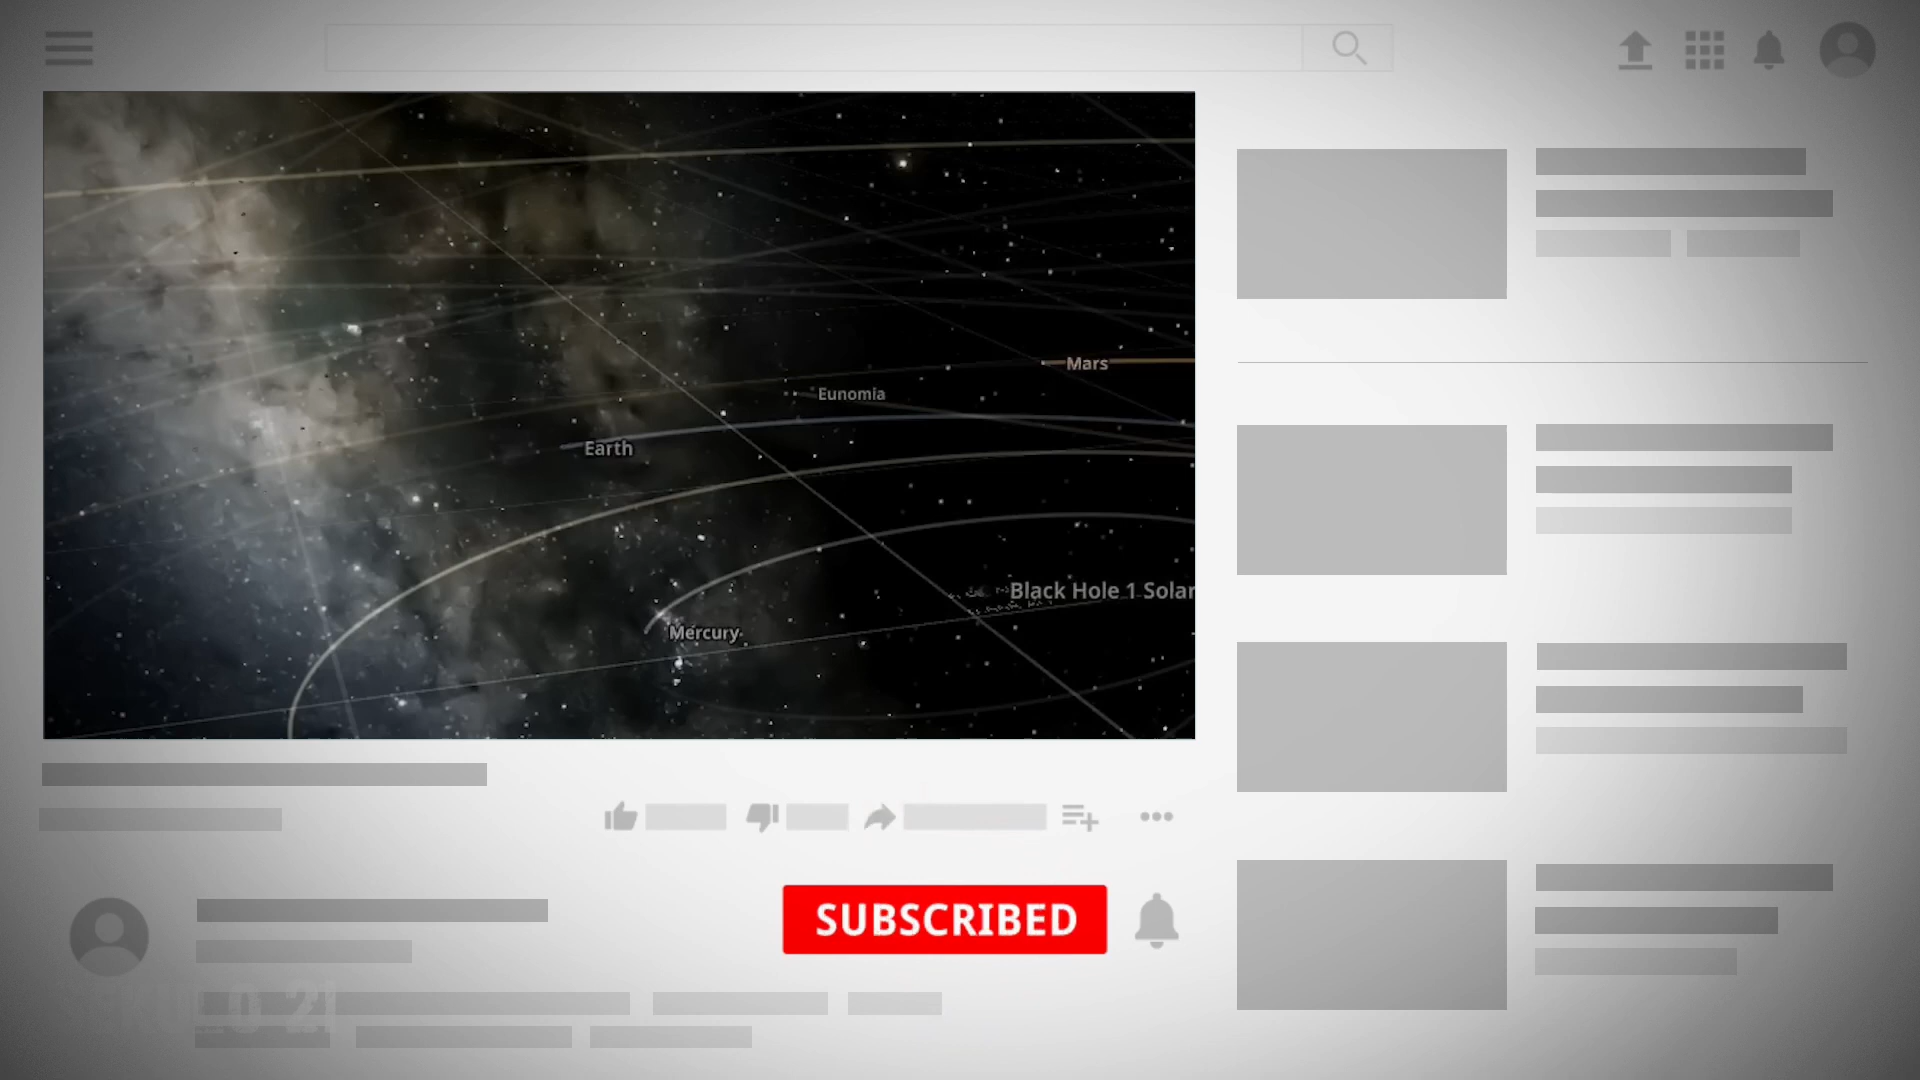 Mars
Eunomia
Earth
Black Hole 1 Solar
Mercury
SUBSCRIBED